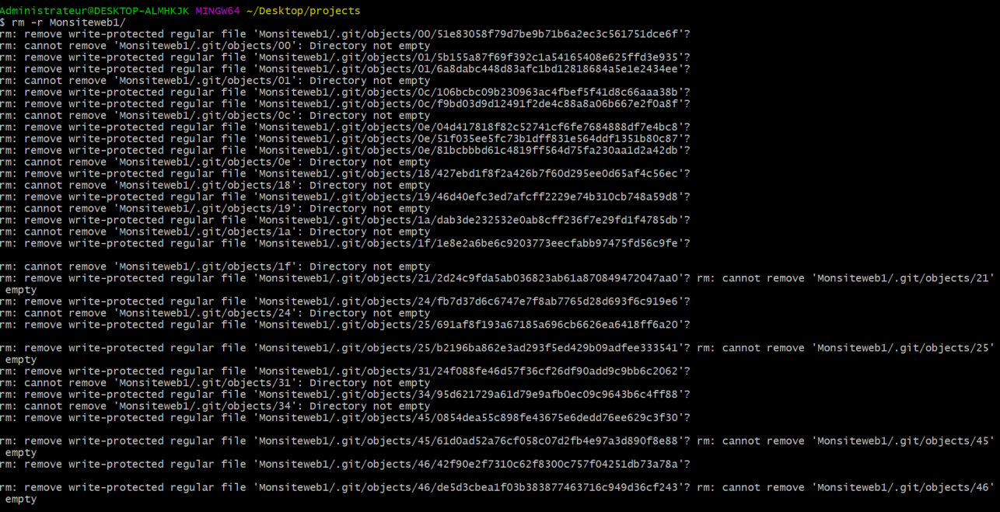 Administrateur@DESKTOP-ALMHKJK MINGW64 ~/Desktop/projects
$ rm -r Monsiteweb1/
rm: remove write-protected regular file 'Monsiteweb1/.git/objects/00/51e83058f79d7be9b71b6a2ec3c561751dce6f'?
rm: cannot remove 'Monsiteweb1/.git/objects/00': Directory not empty
rm: remove write-protected regular file 'Monsiteweb1/.git/objects/01/5b155a87f69f392c1a54165408e625ffd3e935'?
rm: remove write-protected regular file 'Monsiteweb1/.git/objects/01/6a8dabc448d83afc1bd12818684a5e1e2434ee'?
rm: cannot remove 'Monsiteweb1/.git/objects/01': Directory not empty
rm: remove write-protected regular file 'Monsiteweb1/.git/objects/0c/106bcbc09b230963ac4fbef5f41d8c66aaa38b'?
rm: remove write-protected regular file 'Monsiteweb1/.git/objects/0c/f9bd03d9d12491f2de4c88a8a06b667e2f0a8f'?
rm: cannot remove 'Monsiteweb1/.git/objects/0c': Directory not empty
rm: remove write-protected regular file 'Monsiteweb1/.git/objects/0e/04d417818f82c52741cf6fe7684888df7e4bc8'?
rm: remove write-protected regular file 'Monsiteweb1/.git/objects/0e/51f035ee5fc73b1dff831e564ddf1351b80c87'?
rm: remove write-protected regular file 'Monsiteweb1/.git/objects/0e/81bcbbbd61c4819ff564d75fa230aa1d2a42db'?
rm: cannot remove 'Monsiteweb1/.git/objects/0e': Directory not empty
rm: remove write-protected regular file 'Monsiteweb1/.git/objects/18/427ebd1f8f2a426b7f60d295ee0d65af4c56ec'?
rm: cannot remove 'Monsiteweb1/.git/objects/18': Directory not empty
rm: remove write-protected regular file 'Monsiteweb1/.git/objects/19/46d40efc3ed7afcff2229e74b310cb748a59d8'?
rm: cannot remove 'Monsiteweb1/.git/objects/19': Directory not empty
rm: remove write-protected regular file 'Monsiteweb1/.git/objects/1a/dab3de232532e0ab8cff236f7e29fd1f4785db'?
rm: cannot remove 'Monsiteweb1/.git/objects/1a': Directory not empty
rm: remove write-protected regular file 'Monsiteweb1/.git/objects/1f/1e8e2a6be6c9203773eecfabb97475fd56c9fe'?
rm: cannot remove 'Monsiteweb1/.git/objects/1f': Directory not empty
rm: remove write-protected regular file 'Monsiteweb1/.git/objects/21/2d24c9fda5ab036823ab61a870849472047aa0'? rm: cannot remove 'Monsiteweb1/.git/objects/21'
empty
rm: remove write-protected regular file 'Monsiteweb1/.git/objects/24/fb7d37d6c6747e7f8ab7765d28d693f6c919e6'?
rm: cannot remove 'Monsiteweb1/.git/objects/24': Directory not empty
rm: remove write-protected regular file 'Monsiteweb1/.git/objects/25/691af8f193a67185a696cb6626ea6418ff6a20'?
rm: remove write-protected regular file 'Monsiteweb1/.git/objects/25/b2196ba862e3ad293f5ed429b09adfee333541'? rm: cannot remove 'Monsiteweb1/.git/objects/25'
empty
rm: remove write-protected regular file 'Monsiteweb1/.git/objects/31/24f088fe46d57f36cf26df90add9c9bb6c2062'?
rm: cannot remove 'Monsiteweb1/.git/objects/31': Directory not empty
rm: remove write-protected regular file 'Monsiteweb1/.git/objects/34/95d621729a61d79e9afb0ec09c9643b6c4ff88'?
rm: cannot remove 'Monsiteweb1/.git/objects/34': Directory not empty
rm: remove write-protected regular file 'Monsiteweb1/.git/objects/45/0854dea55c898fe43675e6dedd76ee629c3f30'?
rm: remove write-protected regular file 'Monsiteweb1/.git/objects/45/61d0ad52a76cf058c07d2fb4e97a3d890f8e88'? rm: cannot remove 'Monsiteweb1/.git/objects/45'
empty
rm: remove write-protected regular file 'Monsiteweb1/.git/objects/46/42f90e2f7310c62f8300c757f04251db73a78a'?
rm: remove write-protected regular file 'Monsiteweb1/.git/objects/46/de5d3cbea1f03b383877463716c949d36cf243'? rm: cannot remove 'Monsiteweb1/.git/objects/46'
empty